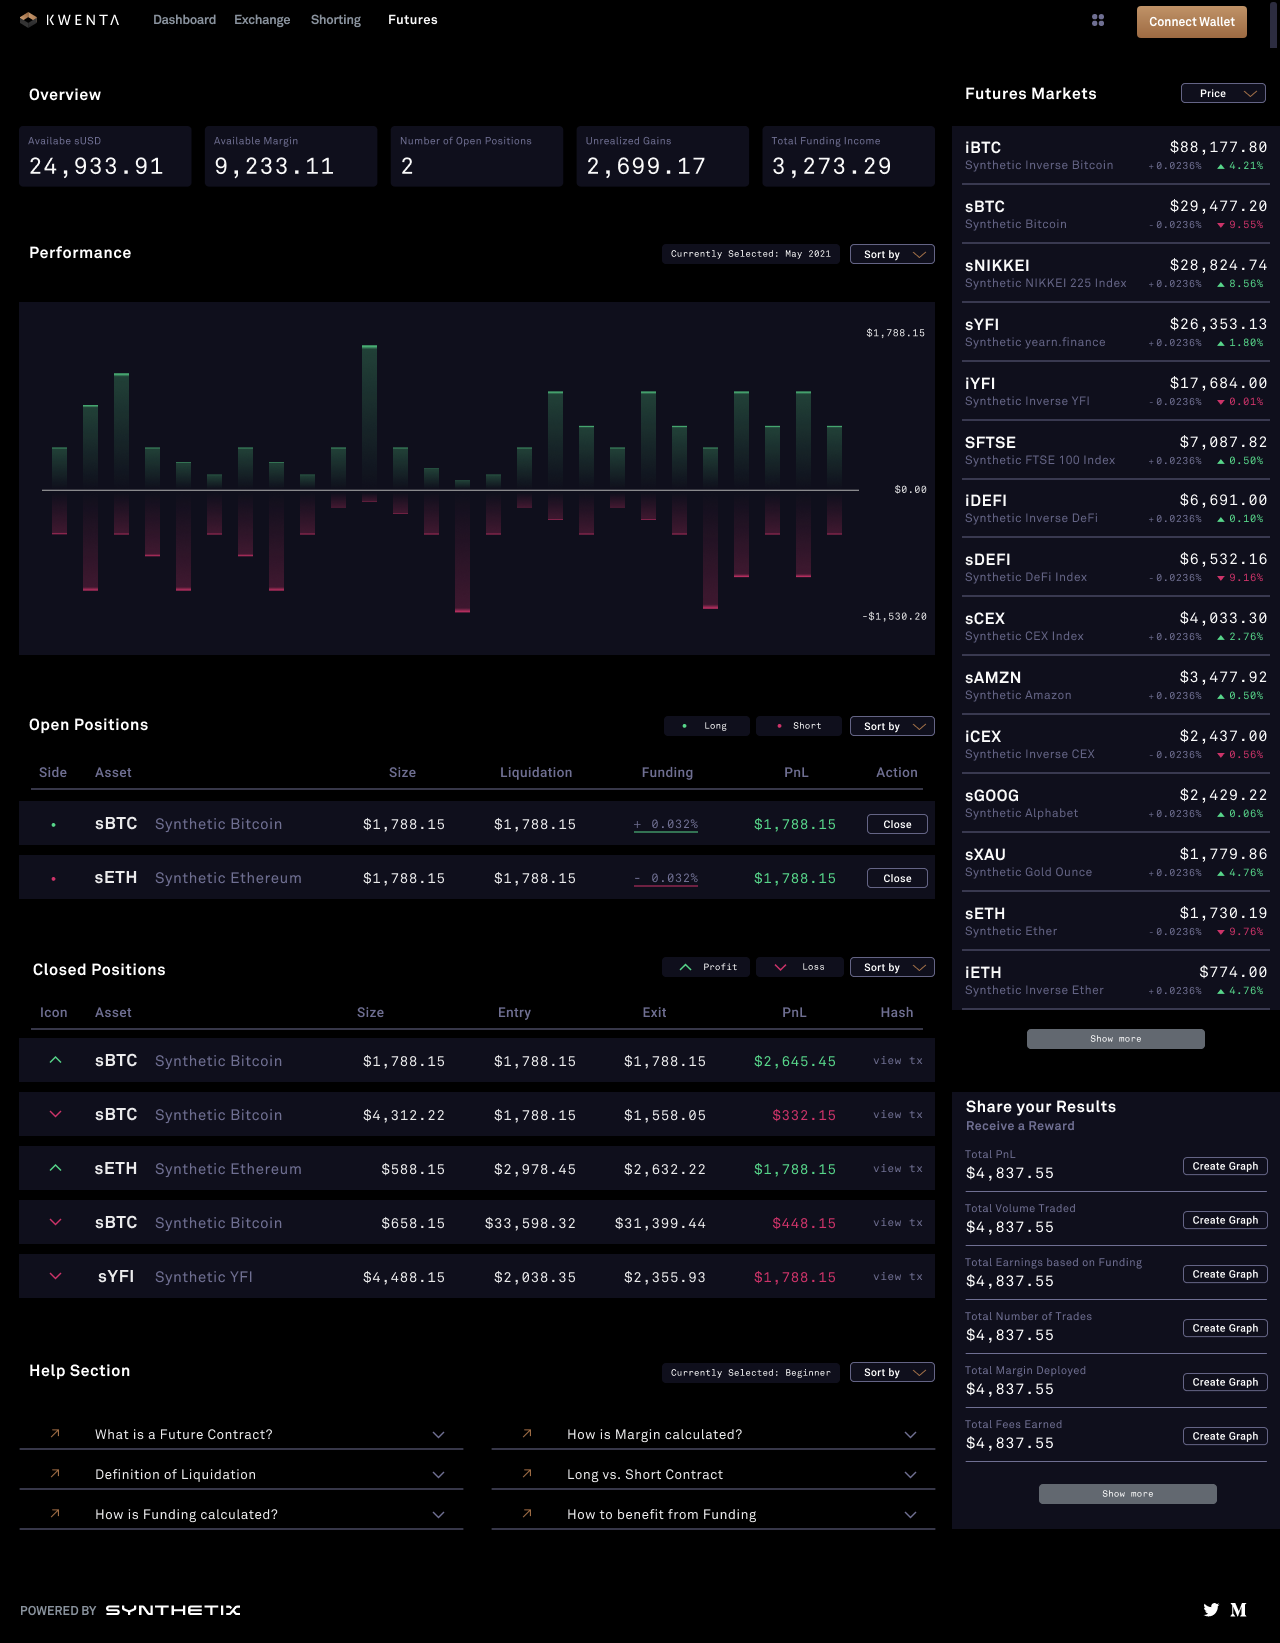 KWENTA
Dashboard Exchange Shorting Futures
Connect Wallet
Overview
Availabe sUSD
24,933.91
Available Margin
9,233.11
Number of Open Positions
2
Unrealized Gains
2,699.17
Total Funding Income
3,273.29
Performance
Currently Selected: May 2021
Sort by
$1,788.15
$0.00
-$1,530.20
Open Positions
Long Short Sort by
Side Asset Size Liquidation Funding PnL Action
sBTC Synthetic Bitcoin $1,788.15 $1,788.15 + 0.032% $1,788.15 Close
sETH Synthetic Ethereum $1,788.15 $1,788.15 - 0.032% $1,788.15 Close
Closed Positions
Profit Loss Sort by
Icon Asset Size Entry Exit PnL Hash
sBTC Synthetic Bitcoin $1,788.15 $1,788.15 $1,788.15 $2,645.45 view tx
sBTC Synthetic Bitcoin $4,312.22 $1,788.15 $1,558.05 $332.15 view tx
sETH Synthetic Ethereum $588.15 $2,978.45 $2,632.22 $1,788.15 view tx
sBTC Synthetic Bitcoin $658.15 $33,598.32 $31,399.44 $448.15 view tx
sYFI Synthetic YFI $4,488.15 $2,038.35 $2,355.93 $1,788.15 view tx
Help Section
Currently Selected: Beginner
Sort by
What is a Future Contract?
Definition of Liquidation
How is Funding calculated?
How is Margin calculated?
Long vs. Short Contract
How to benefit from Funding
Futures Markets
Price
iBTC $88,177.80
Synthetic Inverse Bitcoin +0.0236% 4.21%
sBTC $29,477.20
Synthetic Bitcoin -0.0236% 9.55%
sNIKKEI $28,824.74
Synthetic NIKKEI 225 Index +0.0236% 8.56%
sYFI $26,353.13
Synthetic yearn.finance +0.0236% 1.80%
iYFI $17,684.00
Synthetic Inverse YFI -0.0236% 0.01%
SFTSE $7,087.82
Synthetic FTSE 100 Index +0.0236% 0.50%
iDEFI $6,691.00
Synthetic Inverse DeFi +0.0236% 0.10%
sDEFI $6,532.16
Synthetic DeFi Index -0.0236% 9.16%
sCEX $4,033.30
Synthetic CEX Index +0.0236% 2.76%
sAMZN $3,477.92
Synthetic Amazon +0.0236% 0.50%
iCEX $2,437.00
Synthetic Inverse CEX -0.0236% 0.56%
sGOOG $2,429.22
Synthetic Alphabet +0.0236% 0.06%
sXAU $1,779.86
Synthetic Gold Ounce +0.0236% 4.76%
sETH $1,730.19
Synthetic Ether -0.0236% 9.76%
iETH $774.00
Synthetic Inverse Ether +0.0236% 4.76%
Show more
Share your Results
Receive a Reward
Total PnL
$4,837.55
Create Graph
Total Volume Traded
$4,837.55
Create Graph
Total Earnings based on Funding
$4,837.55
Create Graph
Total Number of Trades
$4,837.55
Create Graph
Total Margin Deployed
$4,837.55
Create Graph
Total Fees Earned
$4,837.55
Create Graph
Show more
POWERED BY SYNTHETIX
M